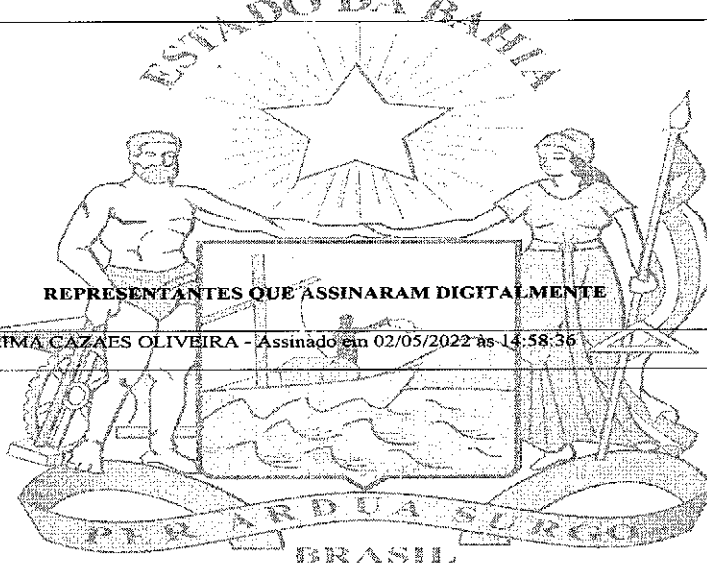 ESTADO DA BAHIA
REPRESENTANTES QUE ASSINARAM DIGITALMENTE
IMA CAZAES OLIVEIRA - Assinado em 02/05/2022 às 14:58:36
PER ARDUA SURGO
BRASIL